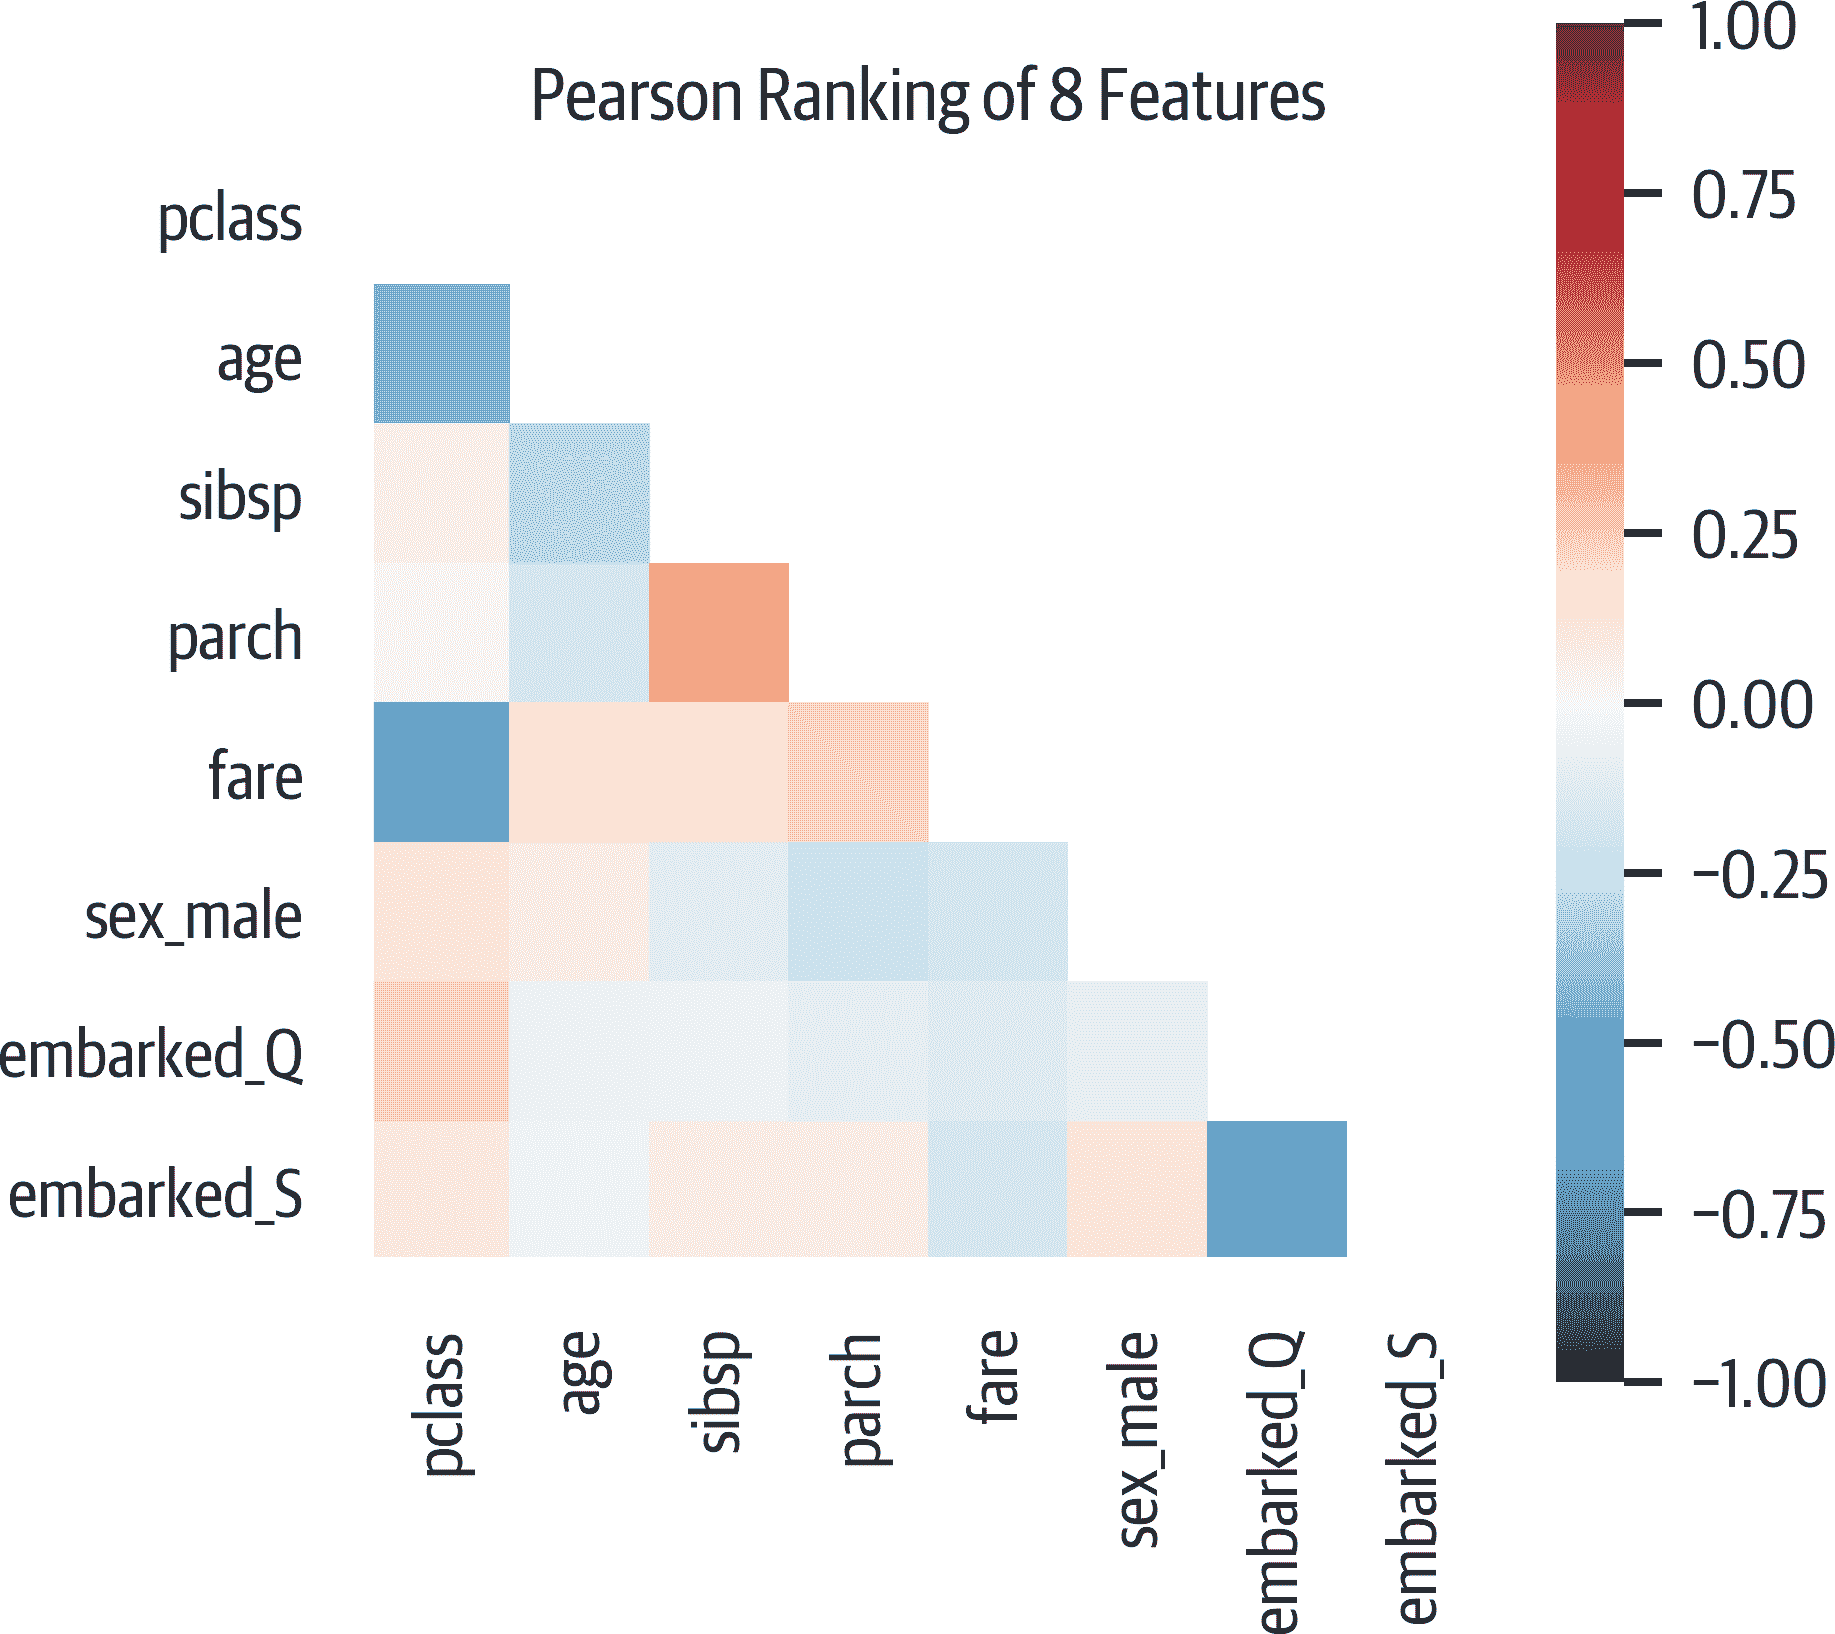 Pearson Ranking of 8 Features
pclass
age
sibsp
parch
fare
sex_male
embarked_Q
embarked_S
pclass
age
sibsp
parch
fare
sex_male
embarked_Q
embarked_S
1.00
0.75
0.50
0.25
0.00
−0.25
−0.50
−0.75
−1.00